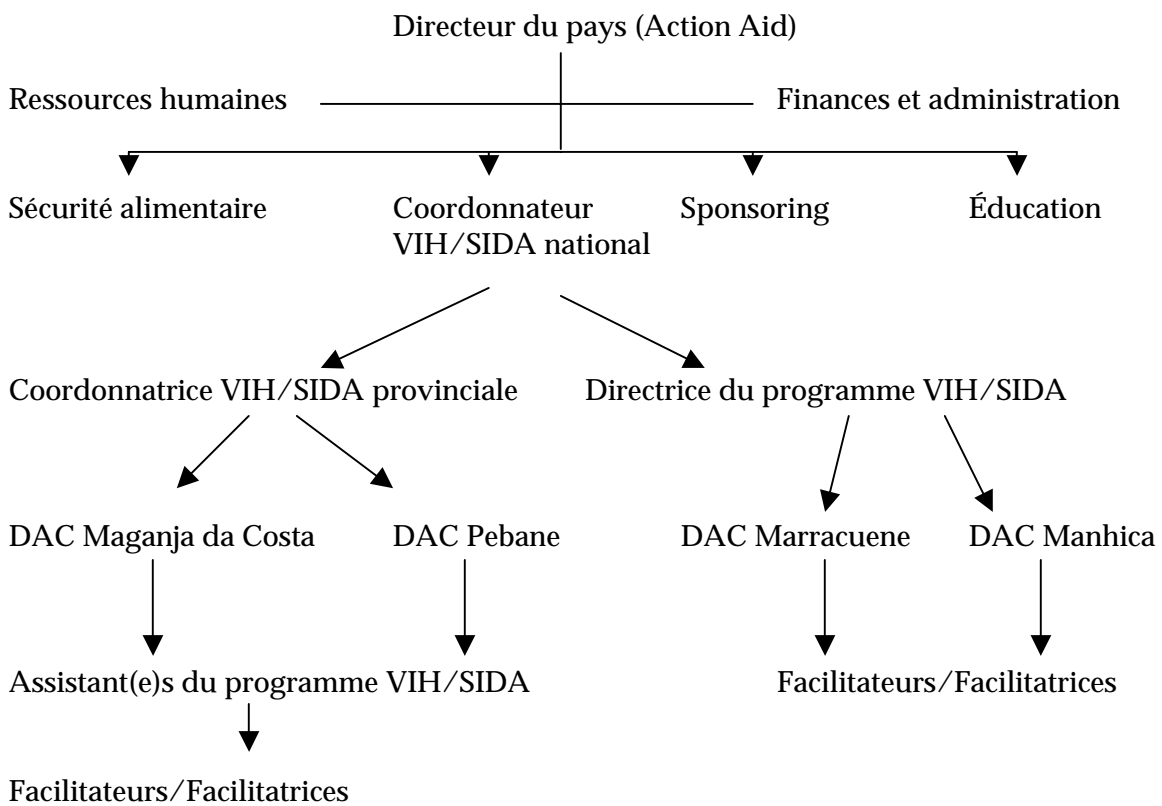 Directeur du pays (Action Aid)
Ressources humaines
Finances et administration
Sécurité alimentaire
Coordonnateur
VIH/SIDA national
Sponsoring
Éducation
Coordonnatrice VIH/SIDA provinciale
Directrice du programme VIH/SIDA
DAC Maganja da Costa
DAC Pebane
DAC Marracuene
DAC Manhica
Assistant(e)s du programme VIH/SIDA
Facilitateurs/Facilitatrices
Facilitateurs/Facilitatrices